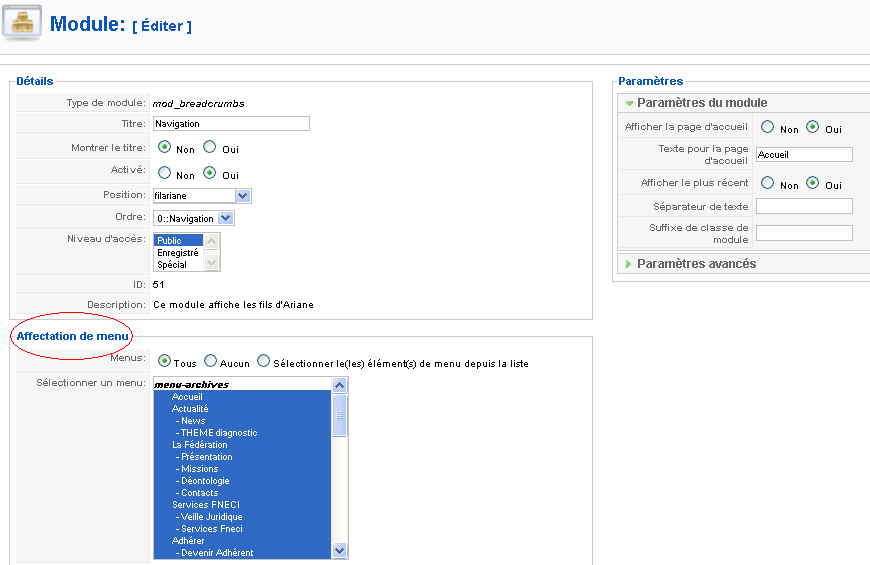 Module: [ Éditer ]
Détails
Type de module: mod_breadcrumbs
Titre: Navigation
Montrer le titre: Non Oui
Activé: Non Oui
Position: filariane
Ordre: 0::Navigation
Niveau d'accès: Public
Enregistré
Spécial
ID: 51
Description: Ce module affiche les fils d'Ariane
Affectation de menu
Menus: Tous Aucun Sélectionner le(les) élément(s) de menu depuis la liste
Sélectionner un menu: menu-archives
Accueil
Actualité
- News
- THEME diagnostic
La Fédération
- Présentation
- Missions
- Déontologie
- Contacts
Services FNECI
- Veille Juridique
- Services Fneci
Adhérer
- Devenir Adhérent
Paramètres
Paramètres du module
Afficher la page d'accueil Non Oui
Texte pour la page
d'accueil Accueil
Afficher le plus récent Non Oui
Séparateur de texte
Suffixe de classe de
module
Paramètres avancés